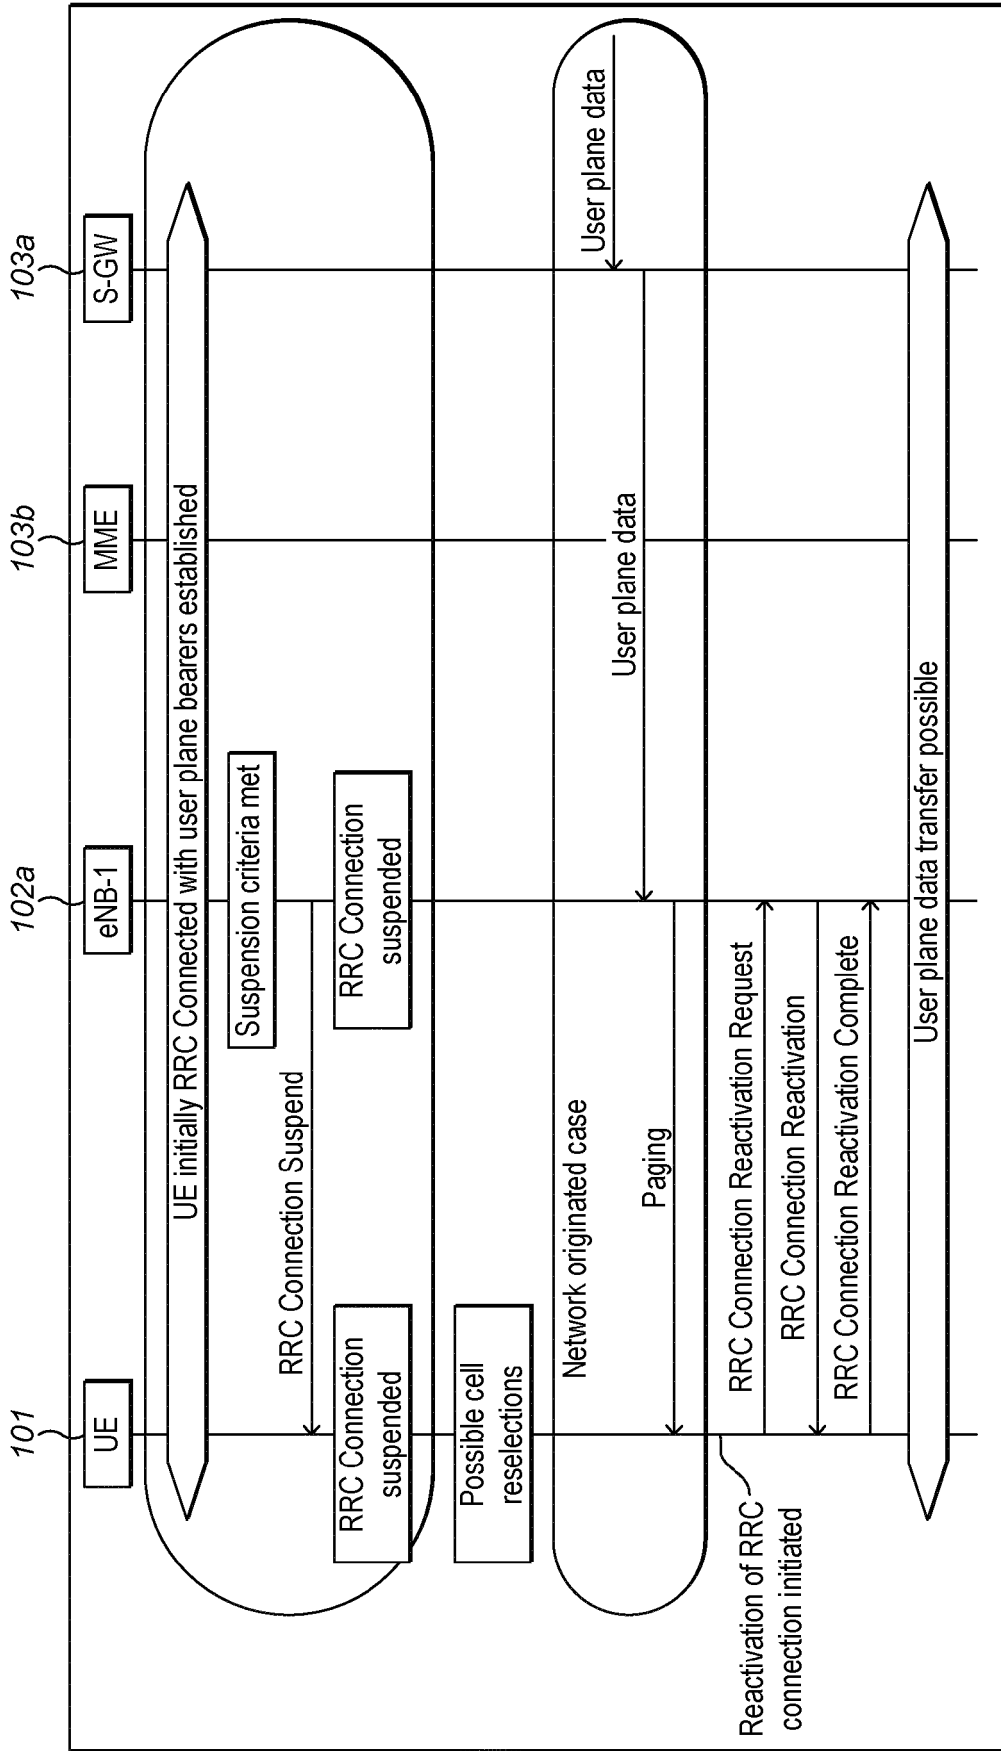 101
102a
103b
103a
UE
eNB-1
MME
S-GW
UE initially RRC Connected with user plane bearers established
Suspension criteria met
RRC Connection Suspend
RRC Connection
suspended
RRC Connection
suspended
Possible cell
reselections
Network originated case
User plane data
User plane data
Paging
Reactivation of RRC
connection initiated
RRC Connection Reactivation Request
RRC Connection Reactivation
RRC Connection Reactivation Complete
User plane data transfer possible